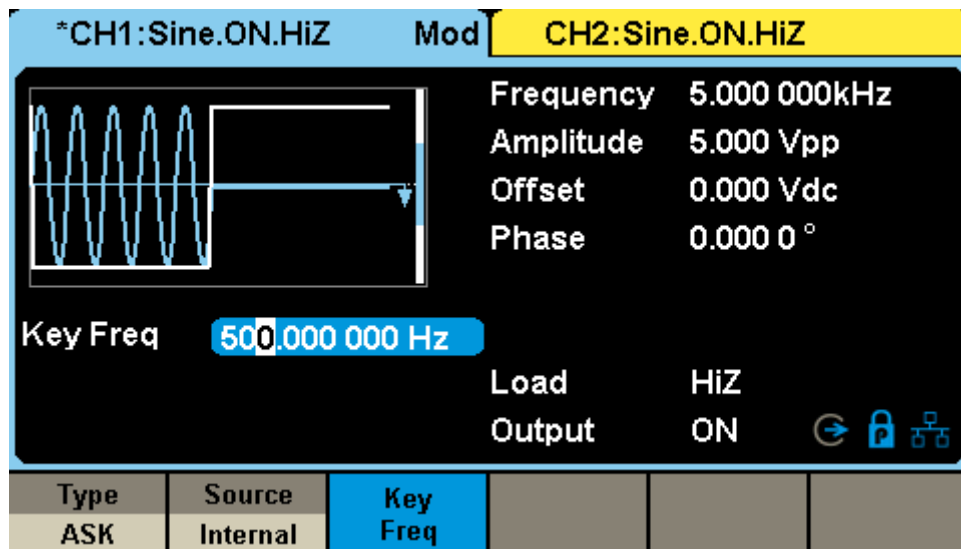 *CH1:Sine.ON.HiZ Mod CH2:Sine.ON.HiZ
Frequency 5.000 000kHz
Amplitude 5.000 Vpp
Offset 0.000 Vdc
Phase 0.000 0 °
Key Freq 500.000 000 Hz
Load HiZ
Output ON P
Type Source Key
ASK Internal Freq